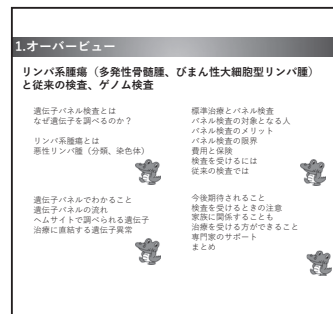 1.オーバービュー
リンパ系腫瘍（多発性骨髄腫、びまん性大細胞型リンパ腫）
と従来の検査、ゲノム検査
遺伝子パネル検査とは
なぜ遺伝子を調べるのか？
リンパ系腫瘍とは
悪性リンパ腫（分類、染色体）
標準治療とパネル検査
パネル検査の対象となる人
パネル検査のメリット
パネル検査の限界
費用と保険
検査を受けるには
従来の検査では
遺伝子パネルでわかること
遺伝子パネルの流れ
ヘムサイトで調べられる遺伝子
治療に直結する遺伝子異常
今後期待されること
検査を受けるときの注意
家族に関係することも
治療を受ける方ができること
専門家のサポート
まとめ